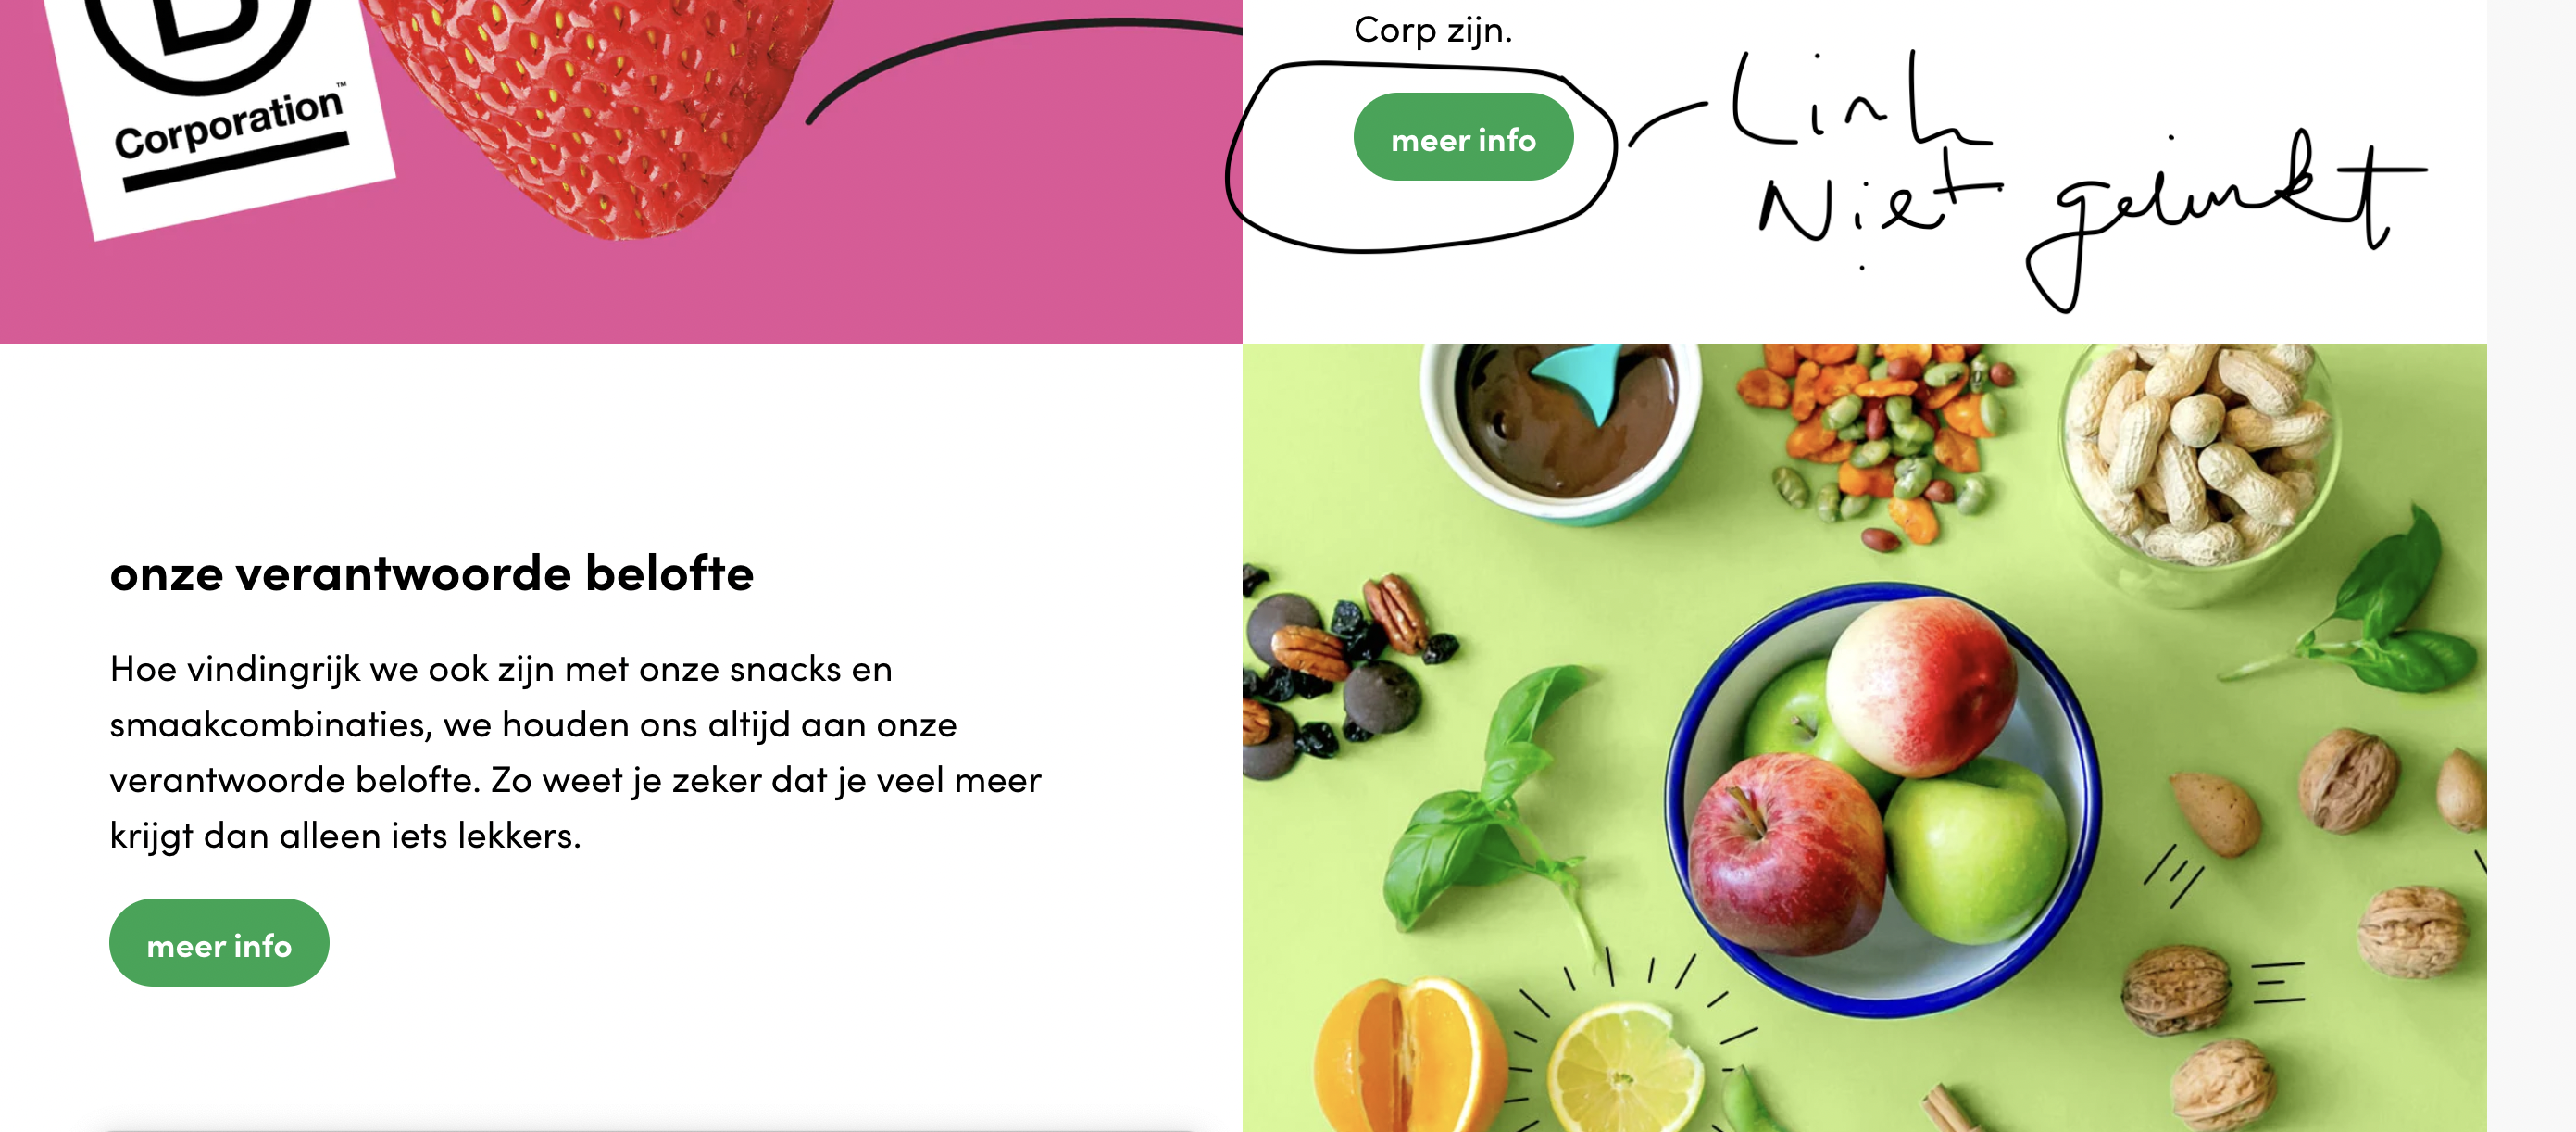 B
Corporation™
Corp zijn.
meer info
Link
Niet gelinkt
onze verantwoorde belofte
Hoe vindingrijk we ook zijn met onze snacks en
smaakcombinaties, we houden ons altijd aan onze
verantwoorde belofte. Zo weet je zeker dat je veel meer
krijgt dan alleen iets lekkers.
meer info